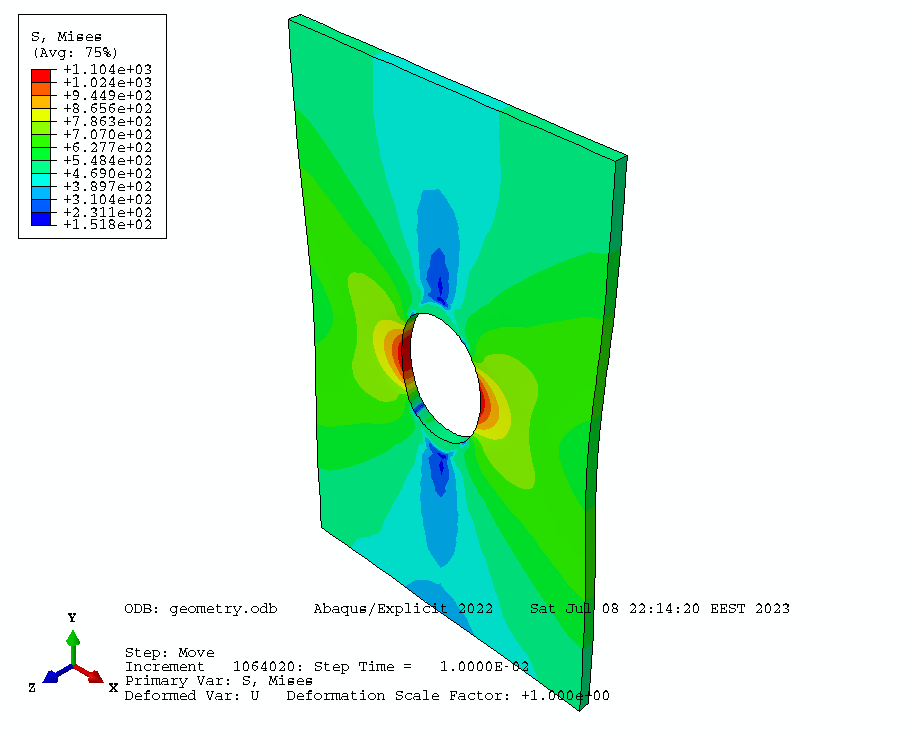 S, Mises
(Avg: 75%)
+1.104e+03
+1.024e+03
+9.449e+02
+8.656e+02
+7.863e+02
+7.070e+02
+6.277e+02
+5.484e+02
+4.690e+02
+3.897e+02
+3.104e+02
+2.311e+02
+1.518e+02
ODB: geometry.odb Abaqus/Explicit 2022 Sat Jul 08 22:14:20 EEST 2023
Y
Z X
Step: Move
Increment 1064020: Step Time = 1.0000E-02
Primary Var: S, Mises
Deformed Var: U Deformation Scale Factor: +1.000e+00